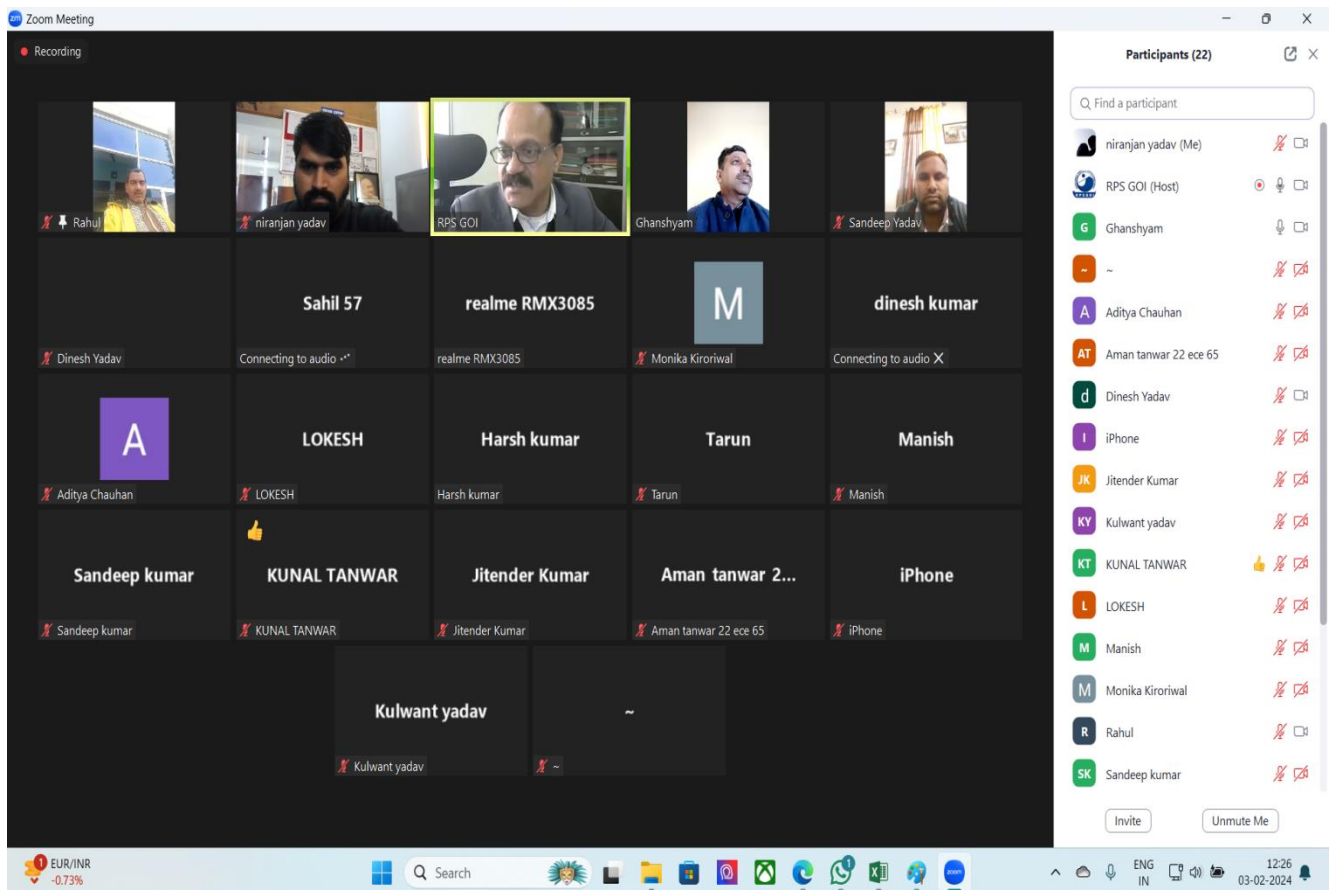 zm Zoom Meeting
Recording
Rahul
niranjan yadav
RPS GOI
Ghanshyam
Sandeep Yadav
Dinesh Yadav
Sahil 57
Connecting to audio
realme RMX3085
realme RMX3085
M
Monika Kiroriwal
dinesh kumar
Connecting to audio X
A
Aditya Chauhan
LOKESH
LOKESH
Harsh kumar
Harsh kumar
Tarun
Tarun
Manish
Manish
Sandeep kumar
Sandeep kumar
KUNAL TANWAR
KUNAL TANWAR
Jitender Kumar
Jitender Kumar
Aman tanwar 2...
Aman tanwar 22 ece 65
iPhone
iPhone
Kulwant yadav
Kulwant yadav
~
~
Participants (22)
Find a participant
niranjan yadav (Me)
RPS GOI (Host)
G Ghanshyam
~ ~
A Aditya Chauhan
AT Aman tanwar 22 ece 65
d Dinesh Yadav
I iPhone
JK Jitender Kumar
KY Kulwant yadav
KT KUNAL TANWAR
L LOKESH
M Manish
M Monika Kiroriwal
R Rahul
SK Sandeep kumar
Invite Unmute Me
1 EUR/INR
-0.73%
Search
1
zoom
ENG
IN
12:26
03-02-2024